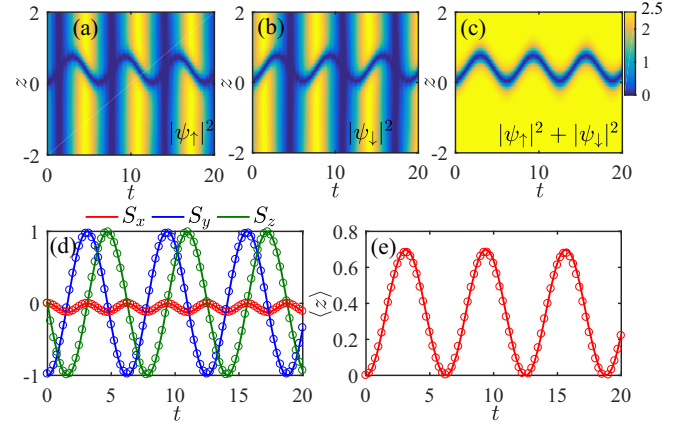 (a) (b) (c)
2 2 2 2.5
z z z 2
0 0 0 1
|ψ↑|² |ψ↓|² |ψ↑|² + |ψ↓|²
-2 -2 -2 0
0 10 20 0 10 20 0 10 20
t t t
Sx Sy Sz
1 (d) 0.8 (e)
0.6
0 ⟨z⟩ 0.4
0.2
-1 0
0 5 10 15 20 0 5 10 15 20
t t